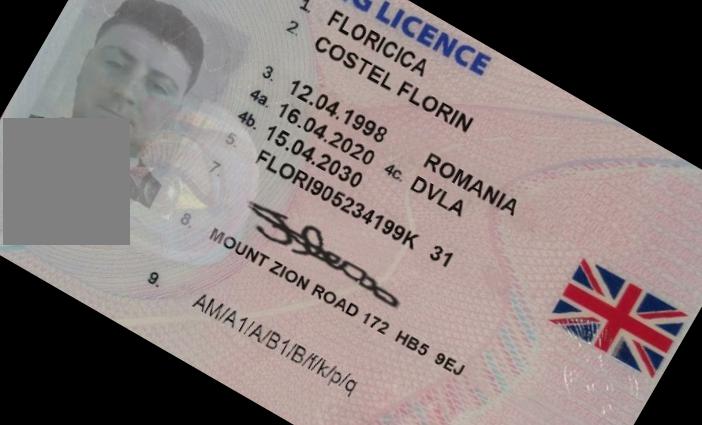 G LICENCE
1. FLORICICA
2. COSTEL FLORIN
3. 12.04.1998 ROMANIA
4a. 16.04.2020 4c. DVLA
4b. 15.04.2030
5. FLORI905234199K 31
7.
8. MOUNT ZION ROAD 172 HB5 9EJ
9. AM/A1/A/B1/B/f/k/p/q